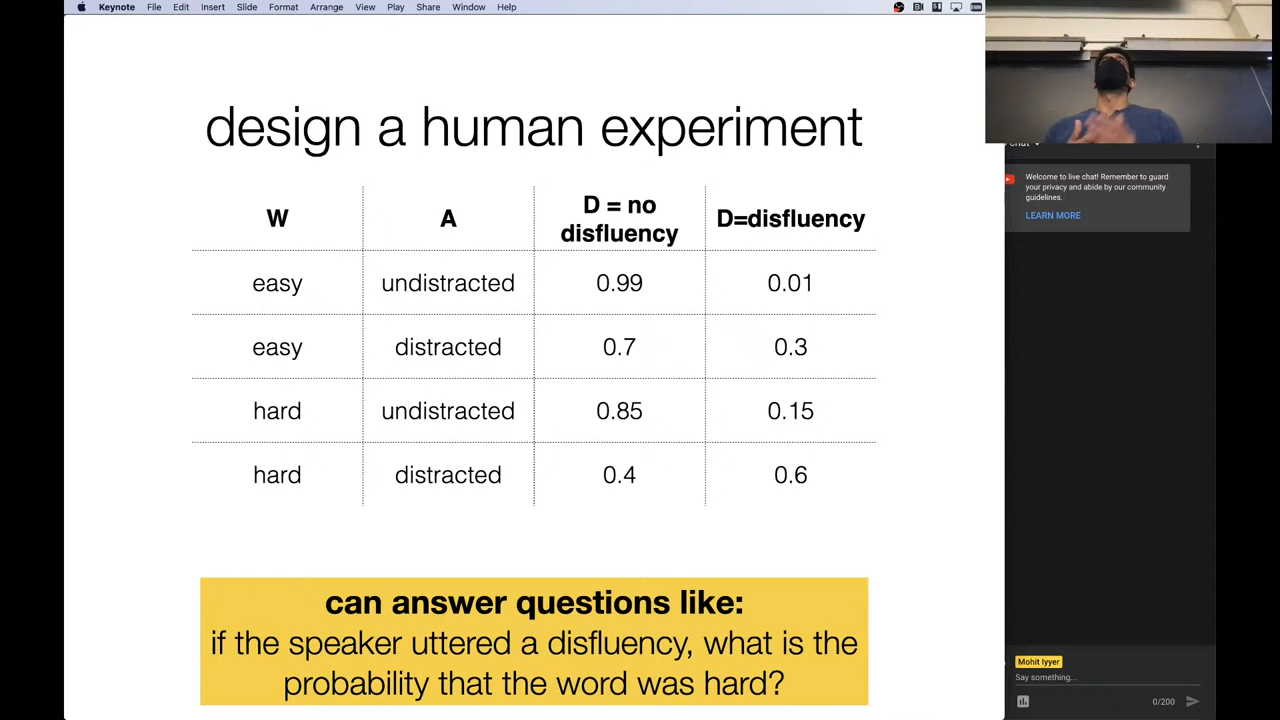 Keynote File Edit Insert Slide Format Arrange View Play Share Window Help
design a human experiment
W A D = no disfluency D=disfluency
easy undistracted 0.99 0.01
easy distracted 0.7 0.3
hard undistracted 0.85 0.15
hard distracted 0.4 0.6
can answer questions like:
if the speaker uttered a disfluency, what is the
probability that the word was hard?
chat
Welcome to live chat! Remember to guard
your privacy and abide by our community
guidelines.
LEARN MORE
Mohit Iyyer
Say something...
0/200